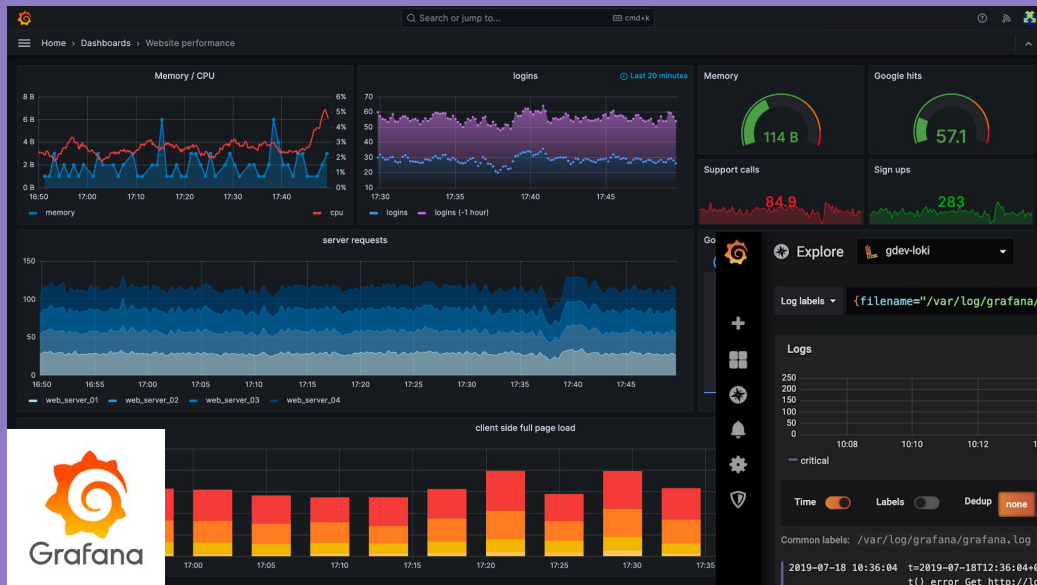 Search or jump to... cmd+k
Home › Dashboards › Website performance
Memory / CPU
8 B
6 B
4 B
2 B
0 B
6%
5%
4%
3%
2%
1%
0%
16:50 17:00 17:10 17:20 17:30 17:40
memory cpu
logins
Last 20 minutes
70
60
50
40
30
20
10
17:30 17:35 17:40 17:45
logins logins (-1 hour)
Memory
114 B
Google hits
571
Support calls
84.9
Sign ups
283
server requests
150
100
50
0
16:50 16:55 17:00 17:05 17:10 17:15 17:20 17:25 17:30 17:35 17:40 17:45
web_server_01 web_server_02 web_server_03 web_server_04
client side full page load
17:00 17:05 17:10 17:15 17:20 17:25 17:30 17:35
Grafana
Go
Explore gdev-loki
Log labels {filename="/var/log/grafana/
Logs
250
200
150
100
50
0
10:08 10:10 10:12 1
critical
Time Labels Dedup none
Common labels: /var/log/grafana/grafana.log
2019-07-18 10:36:04 t=2019-07-18T12:36:04+0
t() error Get http://lo